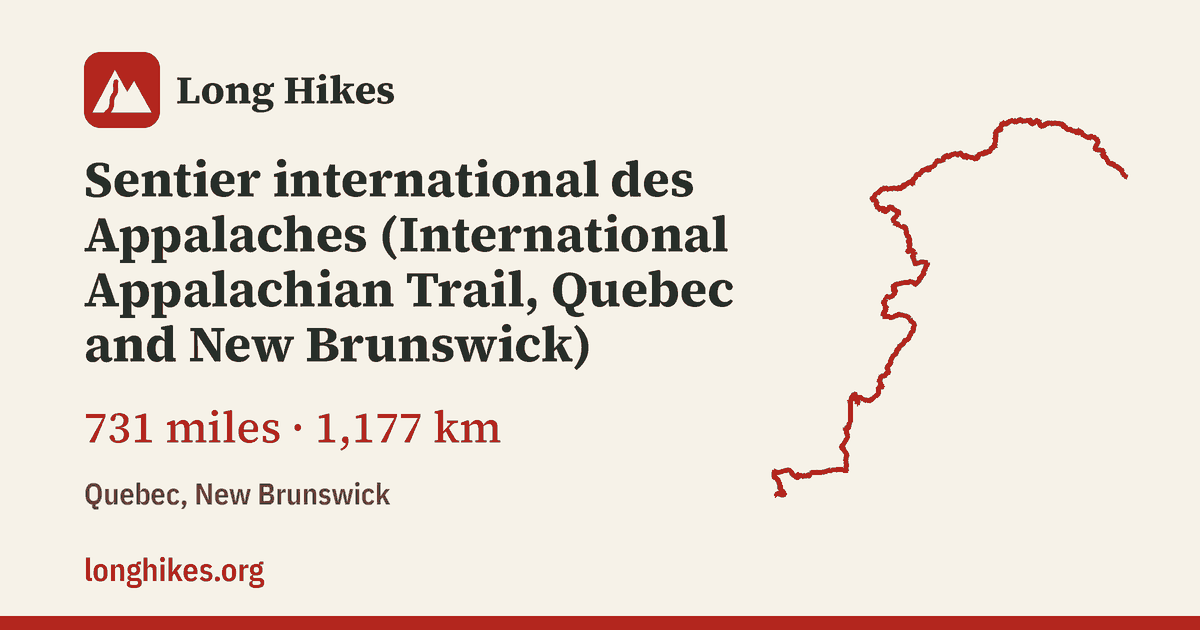 Long Hikes
Sentier international des
Appalaches (International
Appalachian Trail, Quebec
and New Brunswick)
731 miles · 1,177 km
Quebec, New Brunswick
longhikes.org